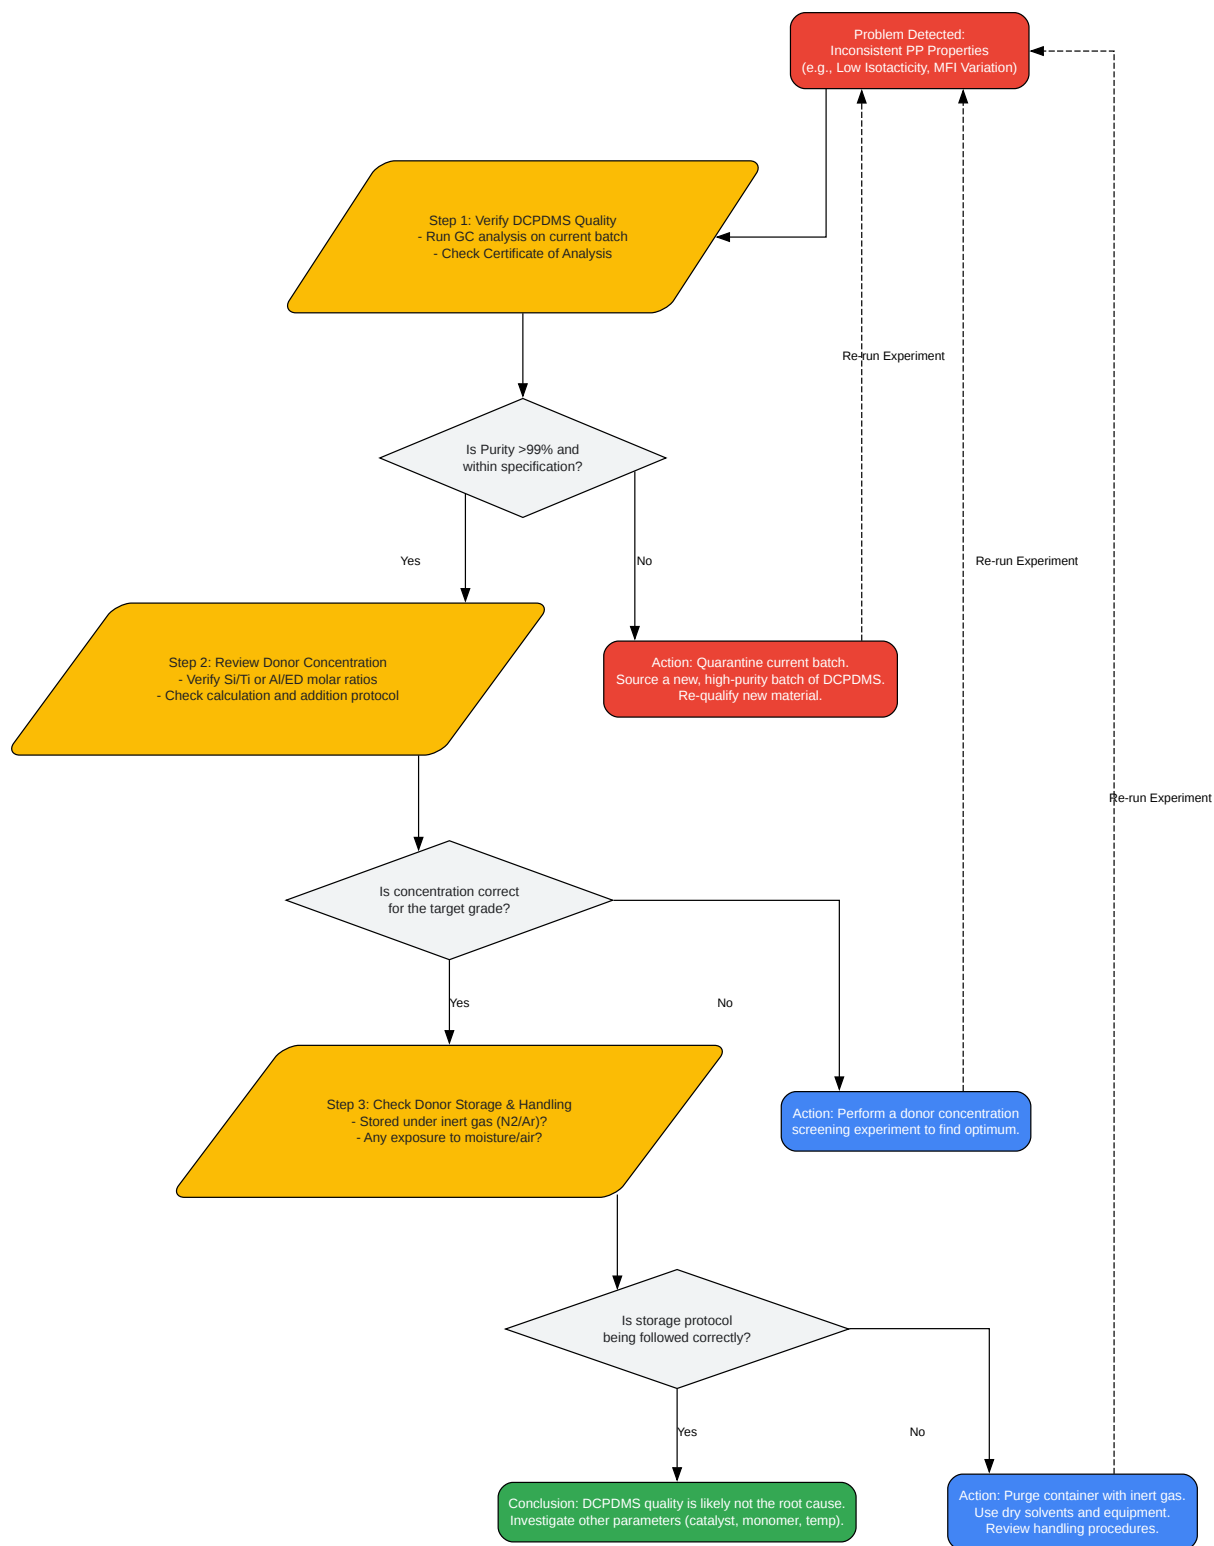 Problem Detected:
Inconsistent PP Properties
(e.g., Low Isotacticity, MFI Variation)
Step 1: Verify DCPDMS Quality
- Run GC analysis on current batch
- Check Certificate of Analysis
Re-run Experiment
Is Purity >99% and
within specification?
Yes
No
Re-run Experiment
Step 2: Review Donor Concentration
- Verify Si/Ti or Al/ED molar ratios
- Check calculation and addition protocol
Action: Quarantine current batch.
Source a new, high-purity batch of DCPDMS.
Re-qualify new material.
Re-run Experiment
Is concentration correct
for the target grade?
Yes
No
Step 3: Check Donor Storage & Handling
- Stored under inert gas (N2/Ar)?
- Any exposure to moisture/air?
Action: Perform a donor concentration
screening experiment to find optimum.
Is storage protocol
being followed correctly?
Yes
No
Conclusion: DCPDMS quality is likely not the root cause.
Investigate other parameters (catalyst, monomer, temp).
Action: Purge container with inert gas.
Use dry solvents and equipment.
Review handling procedures.